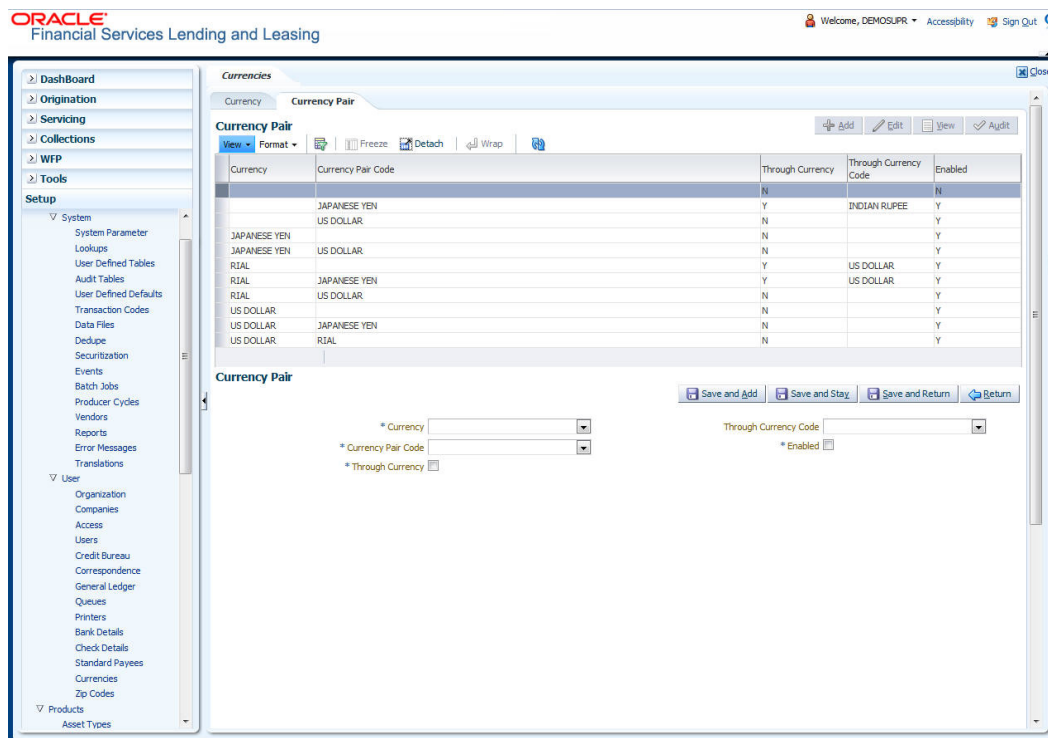 ORACLE
Financial Services Lending and Leasing
Welcome, DEMOSUPR Accessibility Sign Out
DashBoard
Origination
Servicing
Collections
WFP
Tools
Setup
System
System Parameter
Lookups
User Defined Tables
Audit Tables
User Defined Defaults
Transaction Codes
Data Files
Dedupe
Securitization
Events
Batch Jobs
Producer Cycles
Vendors
Reports
Error Messages
Translations
User
Organization
Companies
Access
Users
Credit Bureau
Correspondence
General Ledger
Queues
Printers
Bank Details
Check Details
Standard Payees
Currencies
Zip Codes
Products
Asset Types
Currencies Close
Currency Currency Pair
Currency Pair Add Edit View Audit
View Format Freeze Detach Wrap
Currency Currency Pair Code Through Currency Through Currency Code Enabled
N N
JAPANESE YEN Y INDIAN RUPEE Y
US DOLLAR N Y
JAPANESE YEN N Y
JAPANESE YEN US DOLLAR N Y
RIAL Y US DOLLAR Y
RIAL JAPANESE YEN Y US DOLLAR Y
RIAL US DOLLAR N Y
US DOLLAR N Y
US DOLLAR JAPANESE YEN N Y
US DOLLAR RIAL N Y
Currency Pair
Save and Add Save and Stay Save and Return Return
* Currency Through Currency Code
* Currency Pair Code * Enabled
* Through Currency